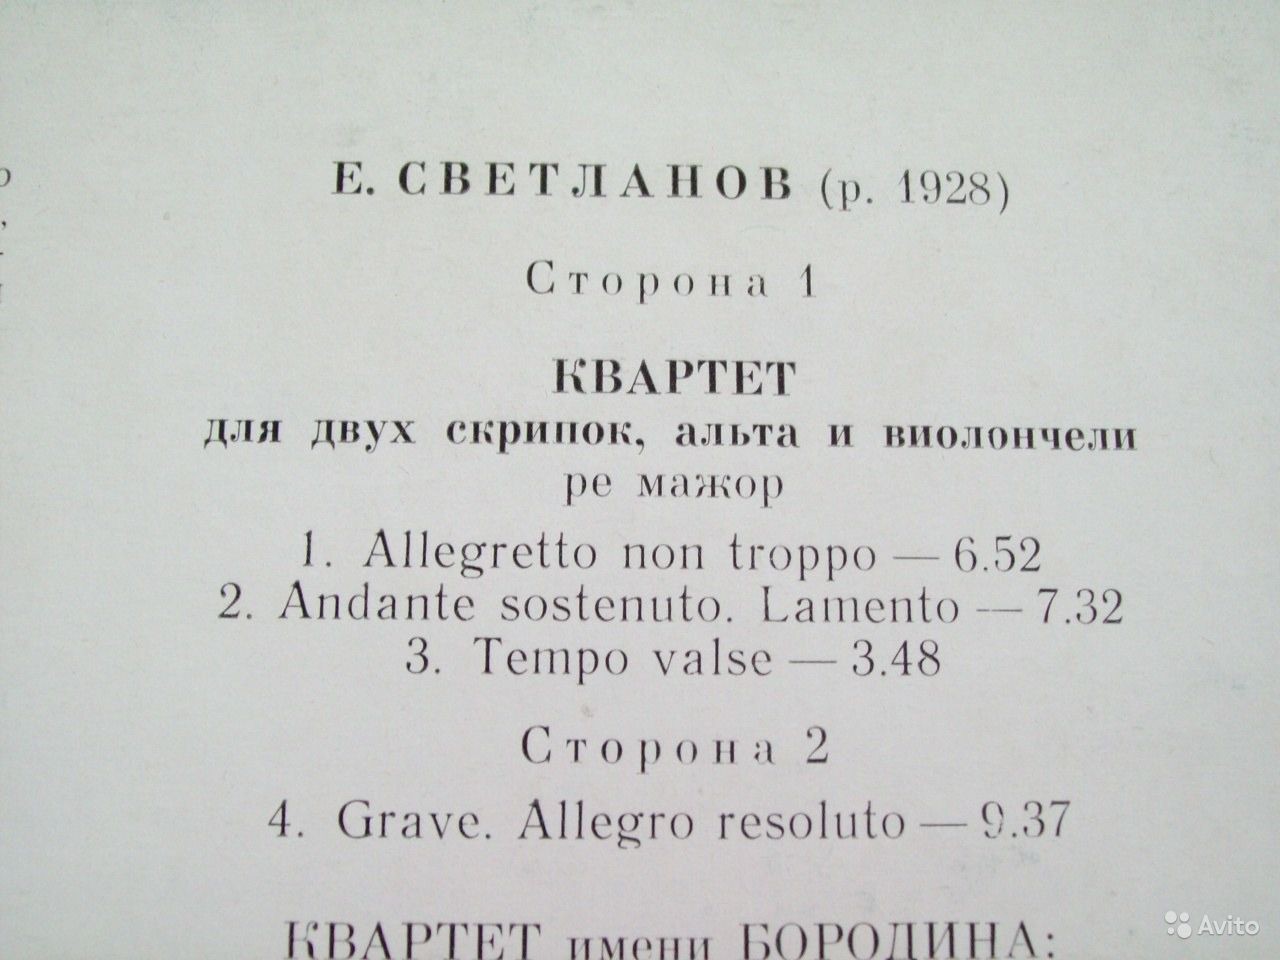 Е. СВЕТЛАНОВ (р. 1928)
Сторона 1
КВАРТЕТ
для двух скрипок, альта и виолончели
ре мажор
1. Allegretto non troppo — 6.52
2. Andante sostenuto. Lamento — 7.32
3. Tempo valse — 3.48
Сторона 2
4. Grave. Allegro resoluto — 9.37
КВАРТЕТ имени БОРОДИНА:
Avito